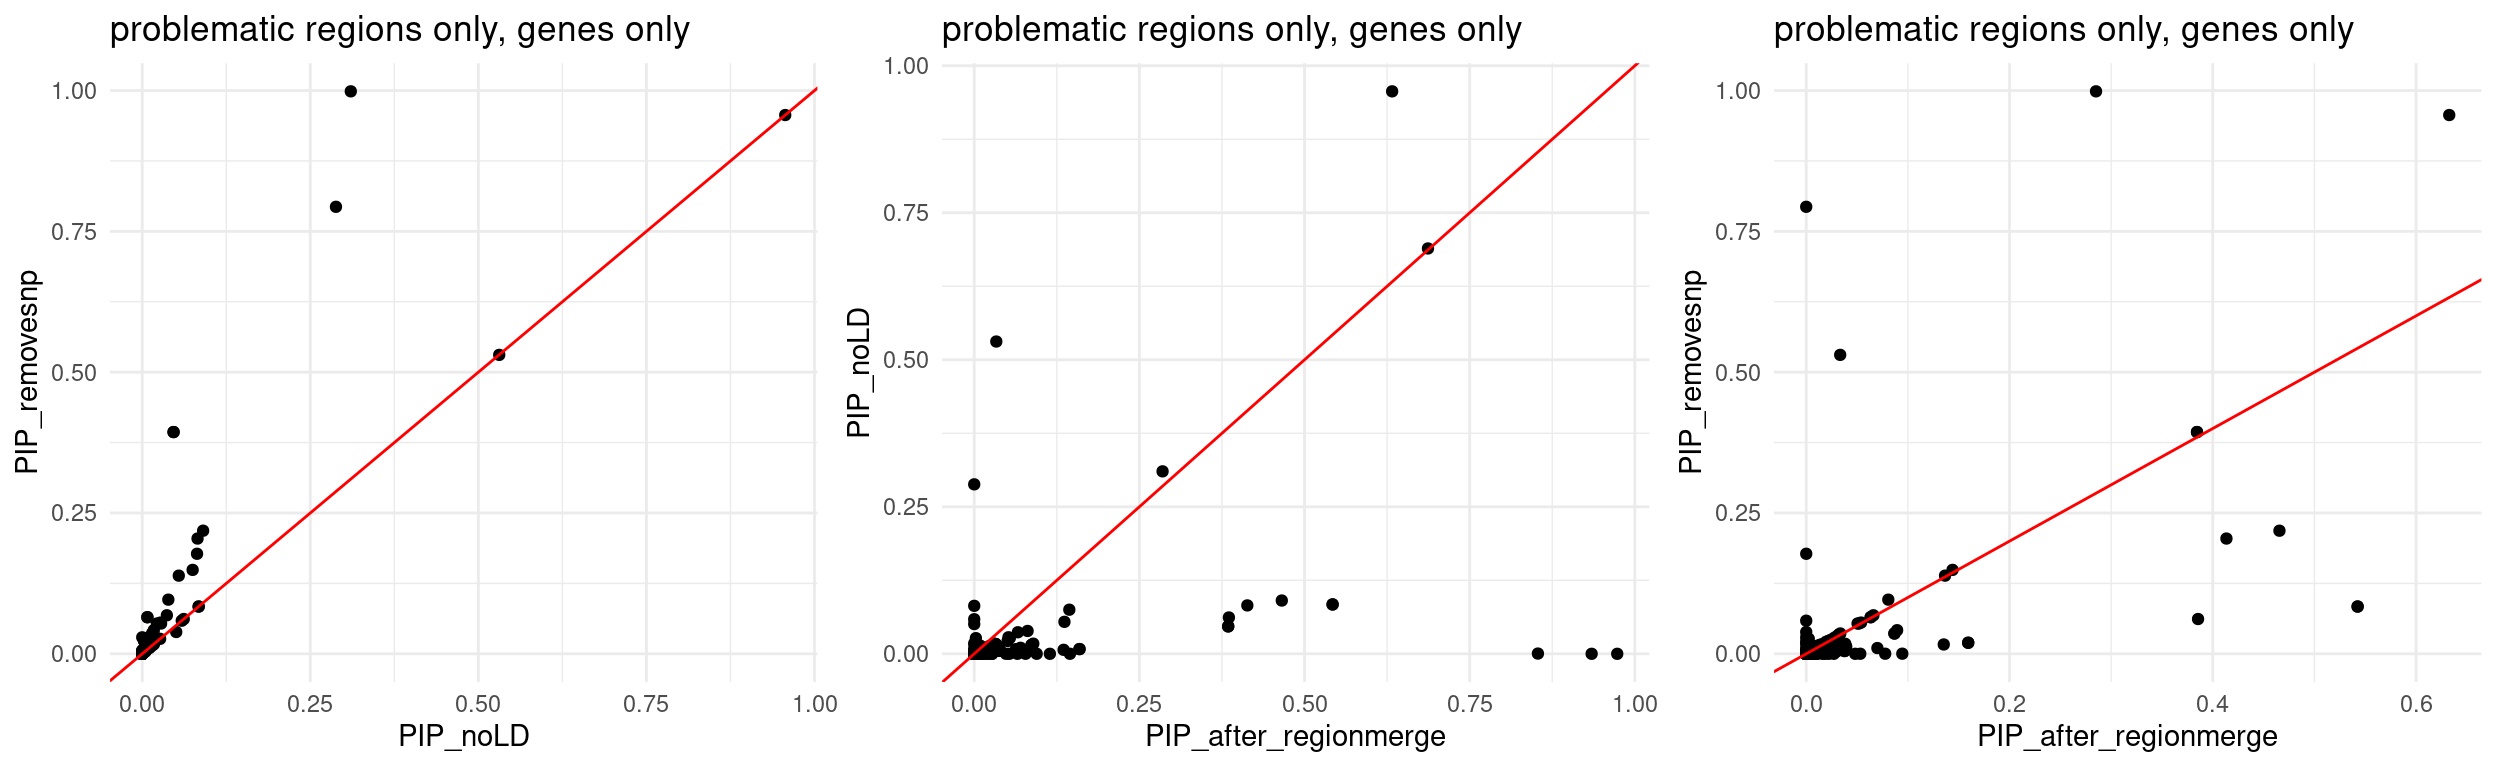 problematic regions only, genes only
PIP_removesnp
1.00
0.75
0.50
0.25
0.00
0.00 0.25 0.50 0.75 1.00
PIP_noLD
problematic regions only, genes only
PIP_noLD
1.00
0.75
0.50
0.25
0.00
0.00 0.25 0.50 0.75 1.00
PIP_after_regionmerge
problematic regions only, genes only
PIP_removesnp
1.00
0.75
0.50
0.25
0.00
0.0 0.2 0.4 0.6
PIP_after_regionmerge